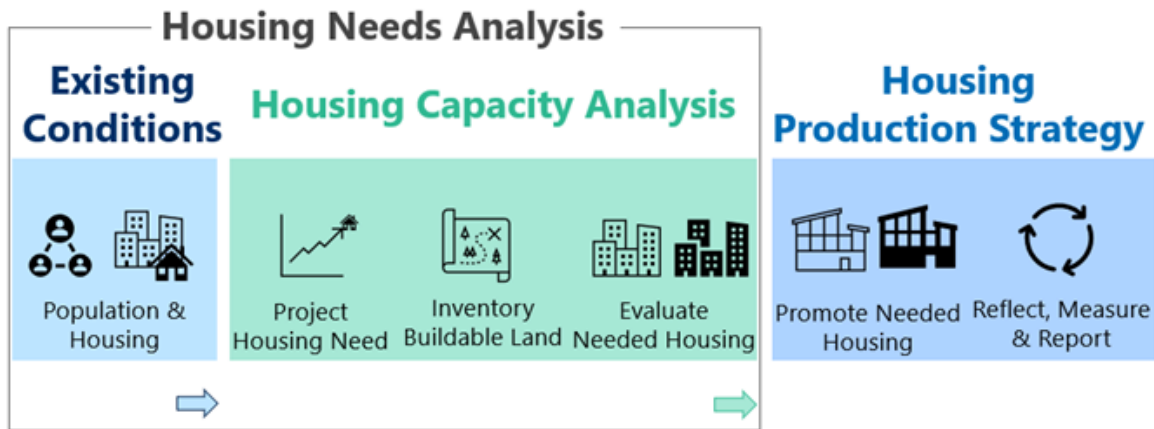 Housing Needs Analysis
Existing
Conditions
Housing Capacity Analysis
Housing
Production Strategy
Population &
Housing
Project
Housing Need
Inventory
Buildable Land
Evaluate
Needed Housing
Promote Needed
Housing
Reflect, Measure
& Report